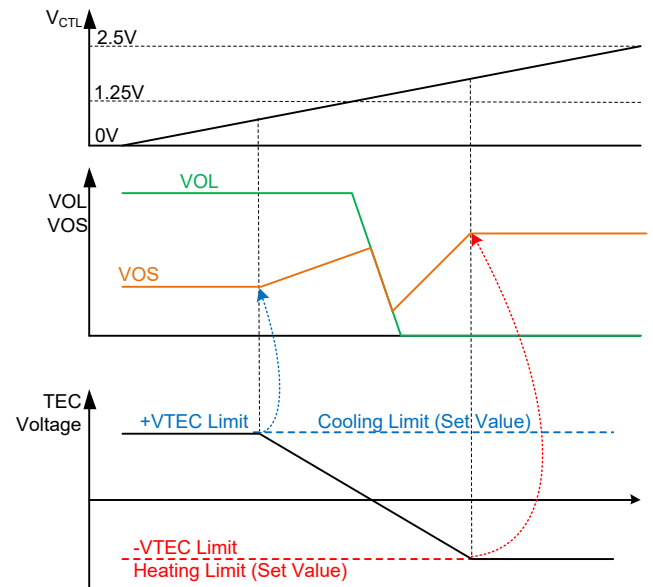 VCTL
2.5V
1.25V
0V
VOL
VOL
VOS
VOS
TEC
Voltage
+VTEC Limit
Cooling Limit (Set Value)
-VTEC Limit
Heating Limit (Set Value)